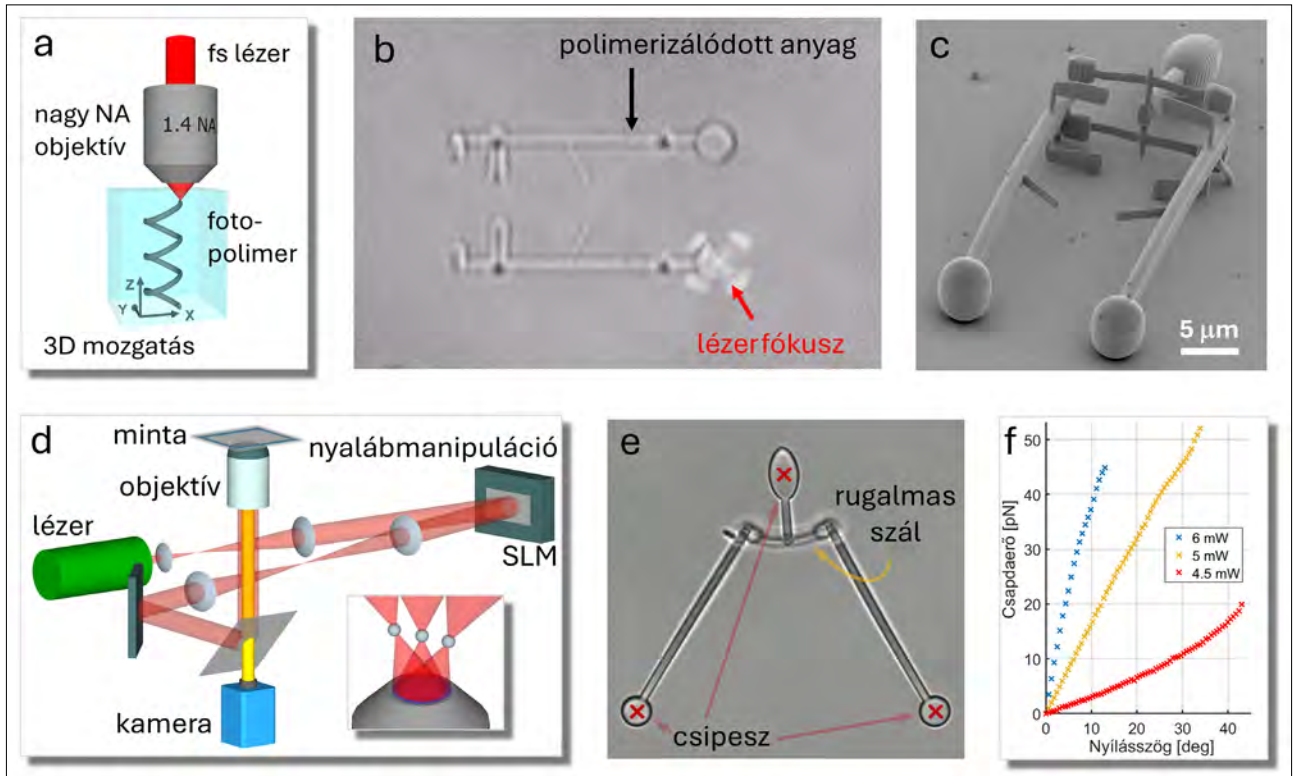 a
fs lézer
nagy NA
objektív
1.4 NA
foto-
polimer
Z
Y
X
3D mozgatás
b
polimerizálódott anyag
lézerfókusz
c
5 μm
d
minta
nyalábmanipuláció
objektív
lézer
SLM
kamera
e
rugalmas
szál
csipesz
f
Csapdaerő [pN]
50
40
30
20
10
0
6 mW
5 mW
4.5 mW
0 10 20 30 40
Nyílásszög [deg]